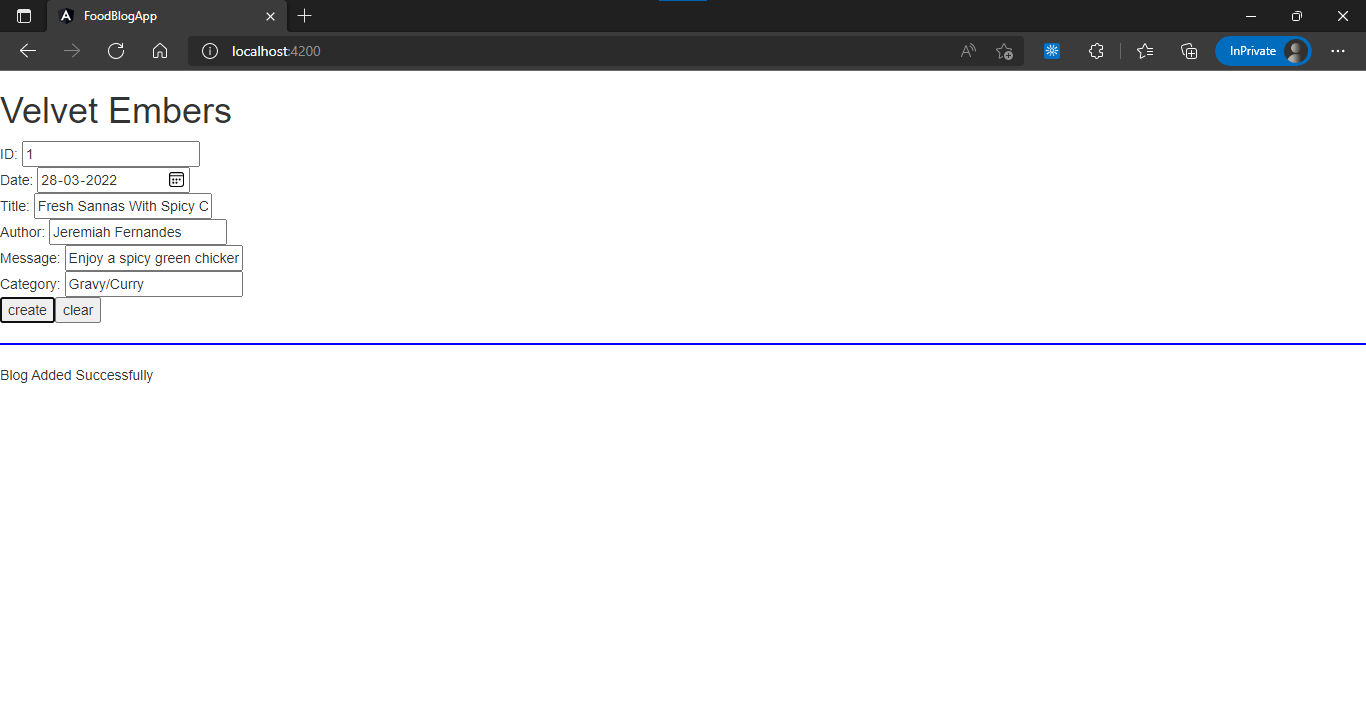 FoodBlogApp
localhost:4200
InPrivate
Velvet Embers
ID: 1
Date: 28-03-2022
Title: Fresh Sannas With Spicy C
Author: Jeremiah Fernandes
Message: Enjoy a spicy green chicker
Category: Gravy/Curry
create clear
Blog Added Successfully